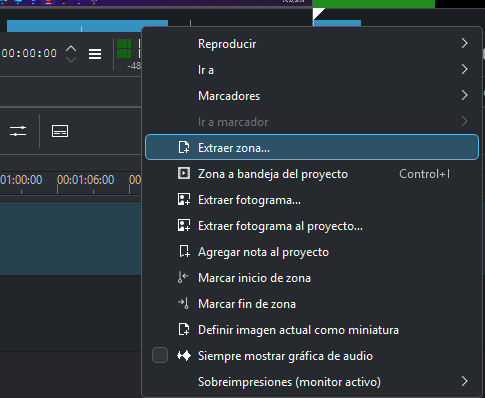 Reproducir
00:00:00
Ir a
-48
Marcadores
Ir a marcador
Extraer zona...
Zona a bandeja del proyecto Control+I
01:00:00 00:01:06:00
Extraer fotograma...
Extraer fotograma al proyecto...
Agregar nota al proyecto
Marcar inicio de zona
Marcar fin de zona
Definir imagen actual como miniatura
Siempre mostrar gráfica de audio
Sobreimpresiones (monitor activo)